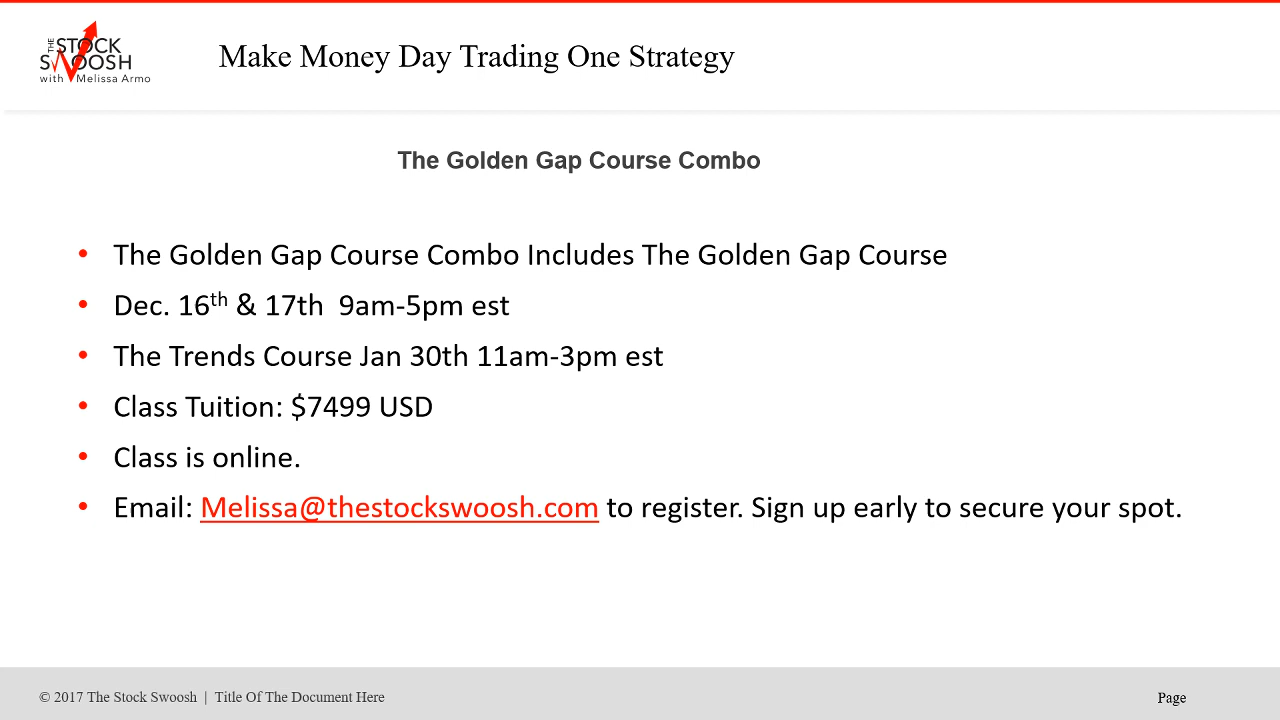 THE STOCK
SWOOSH
with Melissa Armo
Make Money Day Trading One Strategy
The Golden Gap Course Combo
• The Golden Gap Course Combo Includes The Golden Gap Course
• Dec. 16th & 17th  9am-5pm est
• The Trends Course Jan 30th 11am-3pm est
• Class Tuition: $7499 USD
• Class is online.
• Email: Melissa@thestockswoosh.com to register. Sign up early to secure your spot.
© 2017 The Stock Swoosh | Title Of The Document Here
Page